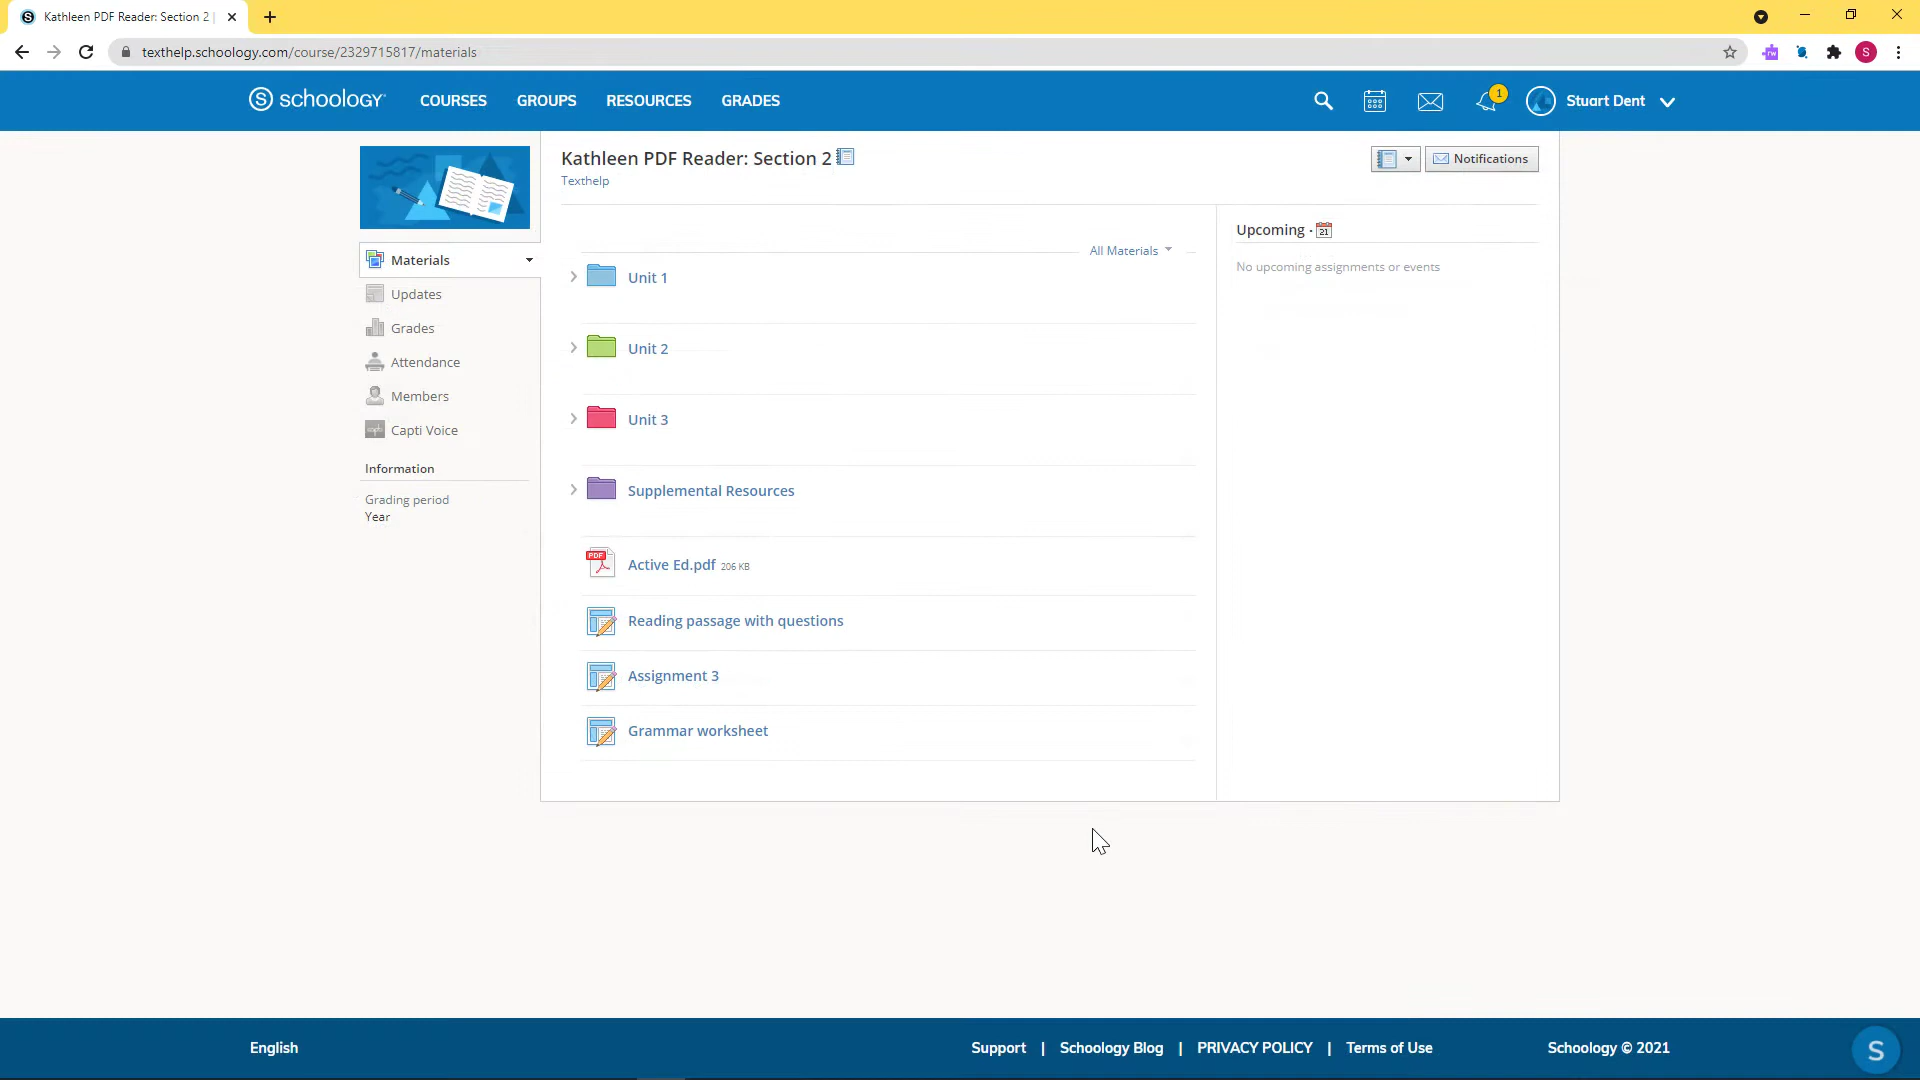 Kathleen PDF Reader: Section 2 |
texthelp.schoology.com/course/2329715817/materials
S
S schoology
COURSES
GROUPS
RESOURCES
GRADES
1
Stuart Dent
Kathleen PDF Reader: Section 2
Notifications
Texthelp
Materials
Updates
Grades
Attendance
Members
Capti Voice
Information
Grading period
Year
All Materials
Unit 1
Unit 2
Unit 3
Supplemental Resources
PDF
Active Ed.pdf 206 KB
Reading passage with questions
Assignment 3
Grammar worksheet
Upcoming · 21
No upcoming assignments or events
English
Support | Schoology Blog | PRIVACY POLICY | Terms of Use
Schoology © 2021
S